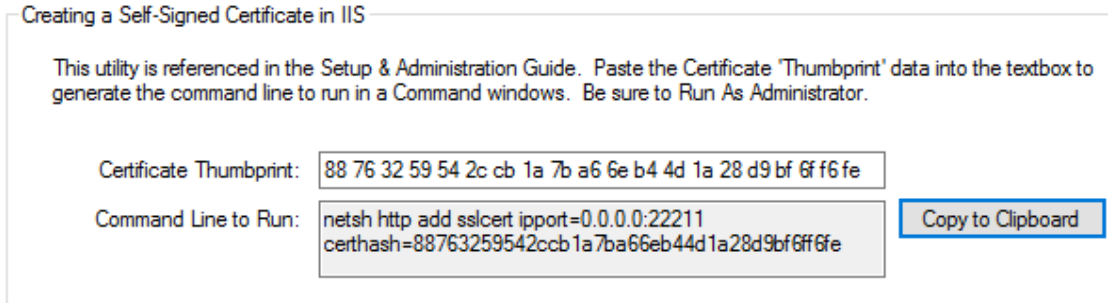 Creating a Self-Signed Certificate in IIS
This utility is referenced in the Setup & Administration Guide. Paste the Certificate 'Thumbprint' data into the textbox to
generate the command line to run in a Command windows. Be sure to Run As Administrator.
Certificate Thumbprint: 88 76 32 59 54 2c cb 1a 7b a6 6e b4 4d 1a 28 d9 bf 6f f6 fe
Command Line to Run: netsh http add sslcert ipport=0.0.0.0:22211
certhash=88763259542ccb1a7ba66eb44d1a28d9bf6ff6fe
Copy to Clipboard